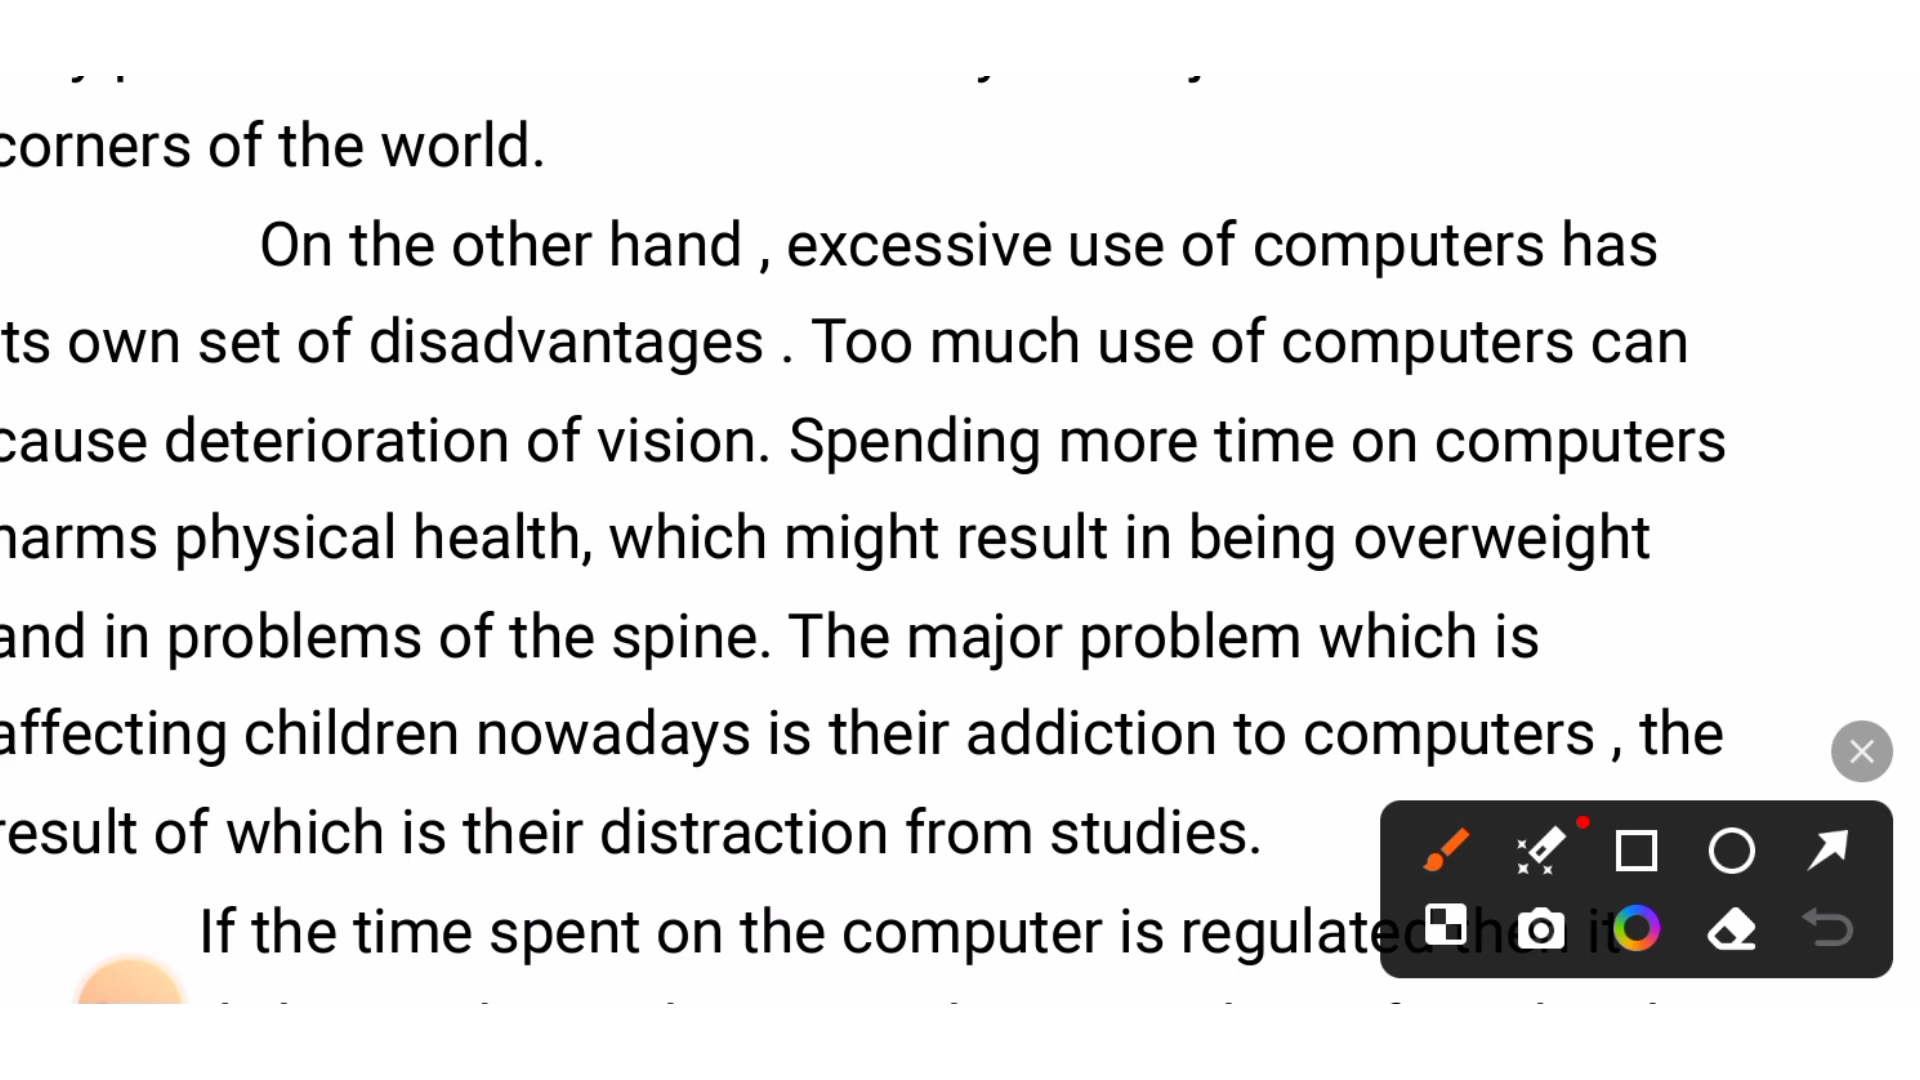 corners of the world.
On the other hand , excessive use of computers has
ts own set of disadvantages . Too much use of computers can
cause deterioration of vision. Spending more time on computers
harms physical health, which might result in being overweight
and in problems of the spine. The major problem which is
affecting children nowadays is their addiction to computers , the
result of which is their distraction from studies.
If the time spent on the computer is regulated then it